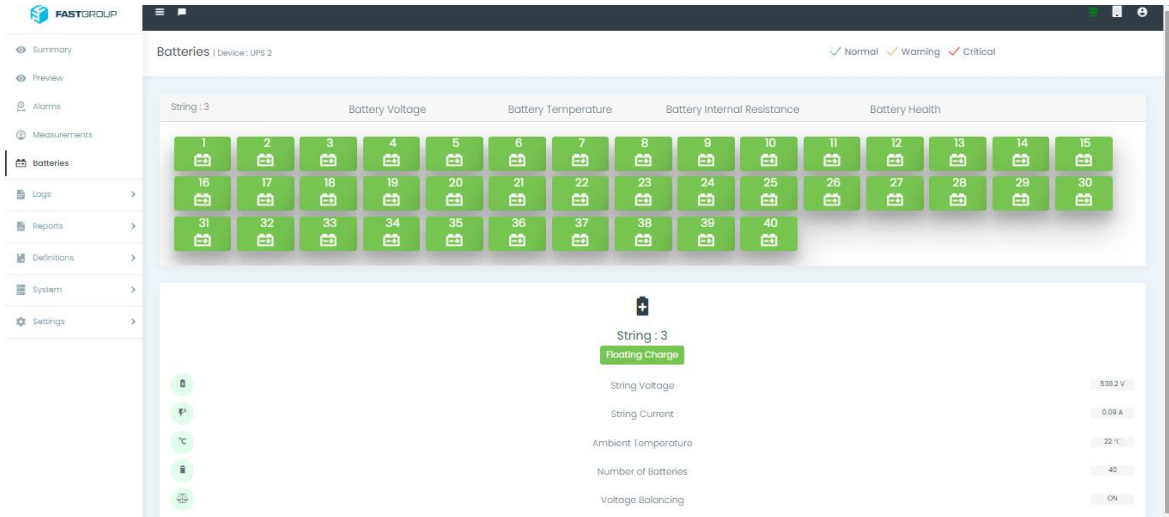 FASTGROUP
Summary
Preview
Alarms
Measurements
Batteries
Logs
Reports
Definitions
System
Settings
Batteries | Device : UPS 2
Normal Warning Critical
String : 3 Battery Voltage Battery Temperature Battery Internal Resistance Battery Health
1 2 3 4 5 6 7 8 9 10 11 12 13 14 15
16 17 18 19 20 21 22 23 24 25 26 27 28 29 30
31 32 33 34 35 36 37 38 39 40
String : 3
Floating Charge
String Voltage 538.2 V
String Current 0.09 A
°C Ambient Temperature 22 °C
Number of Batteries 40
Voltage Balancing ON